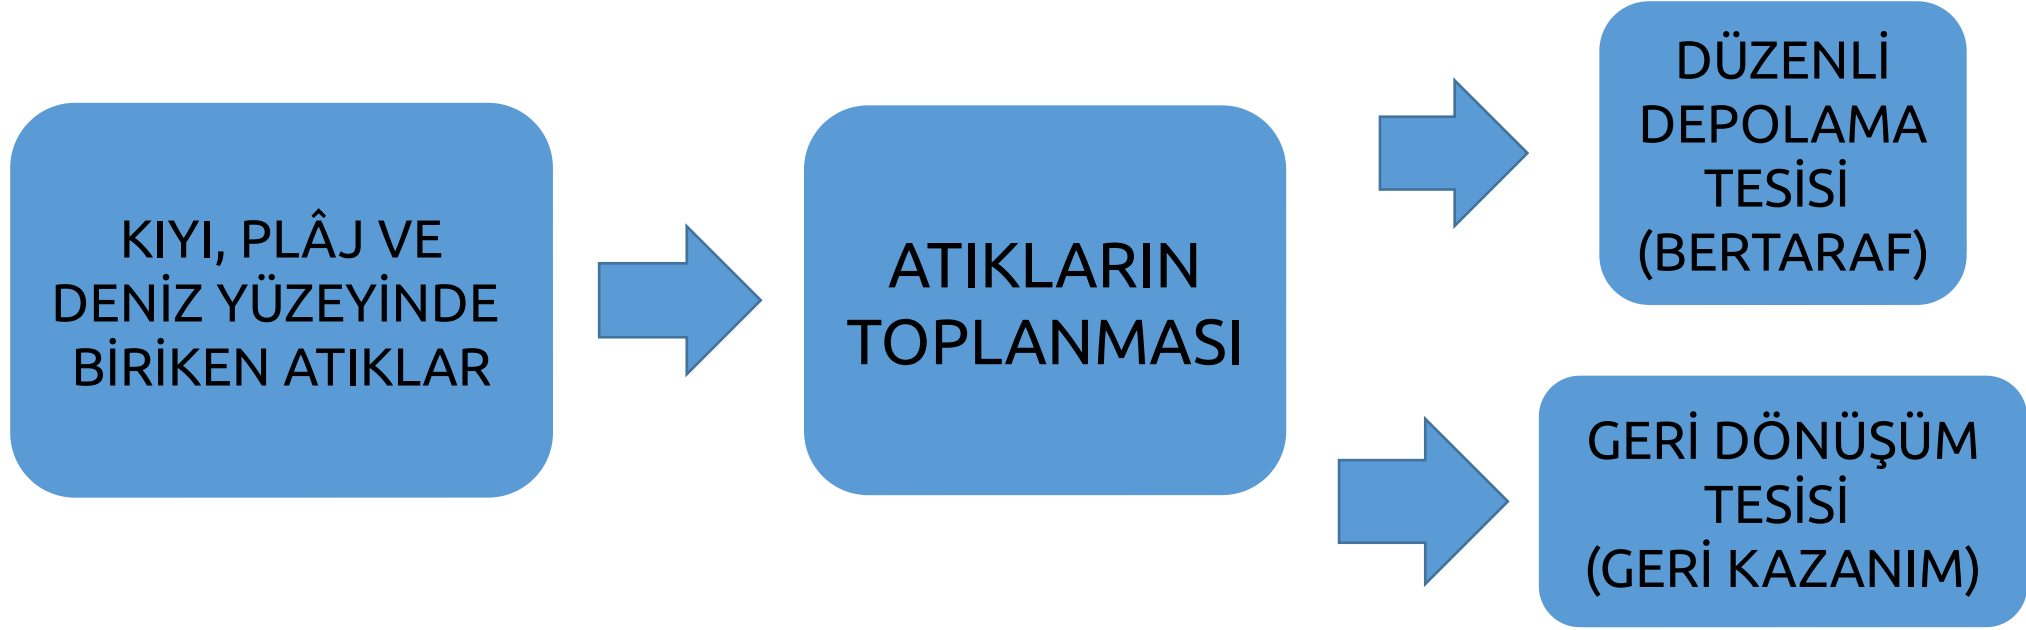 KIYI, PLÂJ VE
DENİZ YÜZEYİNDE
BİRİKEN ATIKLAR
ATIKLARIN
TOPLANMASI
DÜZENLİ
DEPOLAMA
TESİSİ
(BERTARAF)
GERİ DÖNÜŞÜM
TESİSİ
(GERİ KAZANIM)